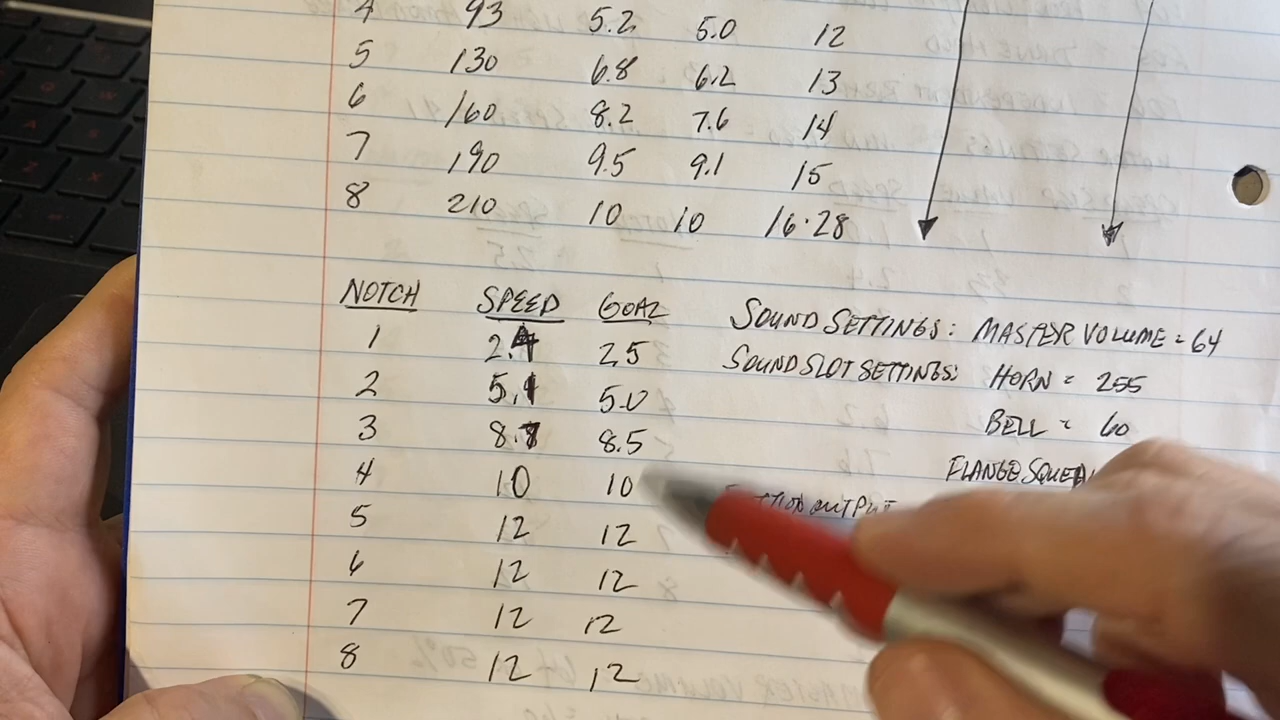 4 93 5.2 5.0 12
5 130 6.8 6.2 13
6 160 8.2 7.6 14
7 190 9.5 9.1 15
8 210 10 10 16-28
NOTCH SPEED GOAL
1 2.4 2.5
2 5.1 5.0
3 8.7 8.5
4 10 10
5 12 12
6 12 12
7 12 12
8 12 12
SOUND SETTINGS: MASTER VOLUME = 64
SOUND SLOT SETTINGS: HORN = 255
BELL = 60
FLANGE
OUTPUT